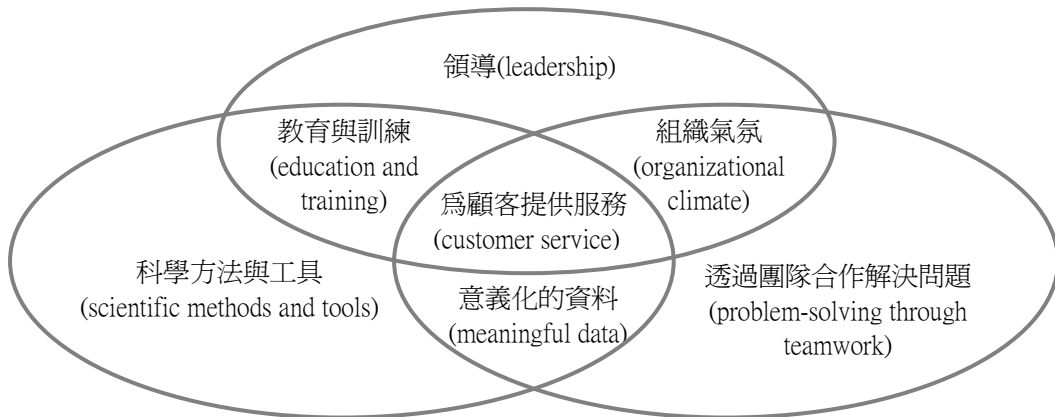 領導(leadership)
教育與訓練
(education and
training)
組織氣氛
(organizational
climate)
為顧客提供服務
(customer service)
科學方法與工具
(scientific methods and tools)
意義化的資料
(meaningful data)
透過團隊合作解決問題
(problem-solving through
teamwork)